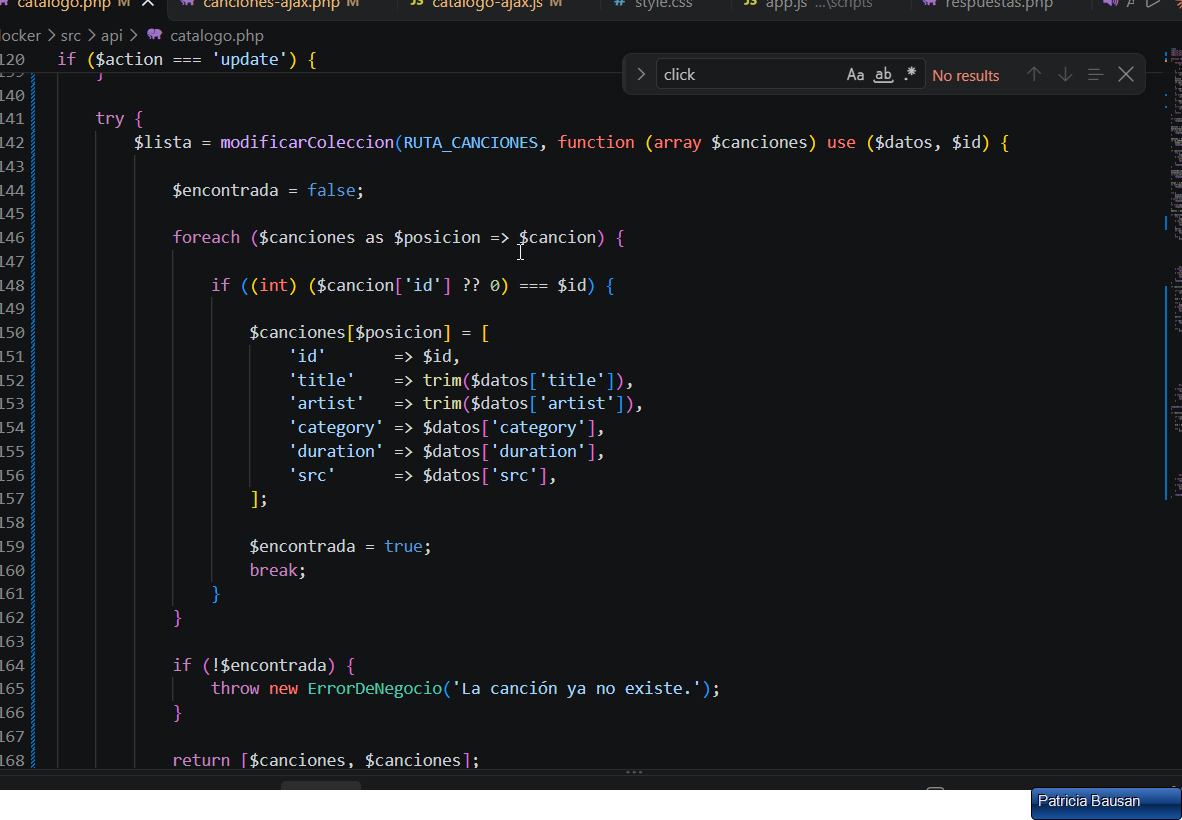 catalogo.php M
canciones-ajax.php M
JS catalogo-ajax.js M
# style.css
JS app.js ...\scripts
respuestas.php
locker > src > api > catalogo.php
120 if ($action === 'update') {
click
Aa ab .* No results
139 }
140
141 try {
142 $lista = modificarColeccion(RUTA_CANCIONES, function (array $canciones) use ($datos, $id) {
143
144 $encontrada = false;
145
146 foreach ($canciones as $posicion => $cancion) {
147
148 if ((int) ($cancion['id'] ?? 0) === $id) {
149
150 $canciones[$posicion] = [
151 'id' => $id,
152 'title' => trim($datos['title']),
153 'artist' => trim($datos['artist']),
154 'category' => $datos['category'],
155 'duration' => $datos['duration'],
156 'src' => $datos['src'],
157 ];
158
159 $encontrada = true;
160 break;
161 }
162 }
163
164 if (!$encontrada) {
165 throw new ErrorDeNegocio('La canción ya no existe.');
166 }
167
168 return [$canciones, $canciones];
Patricia Bausan